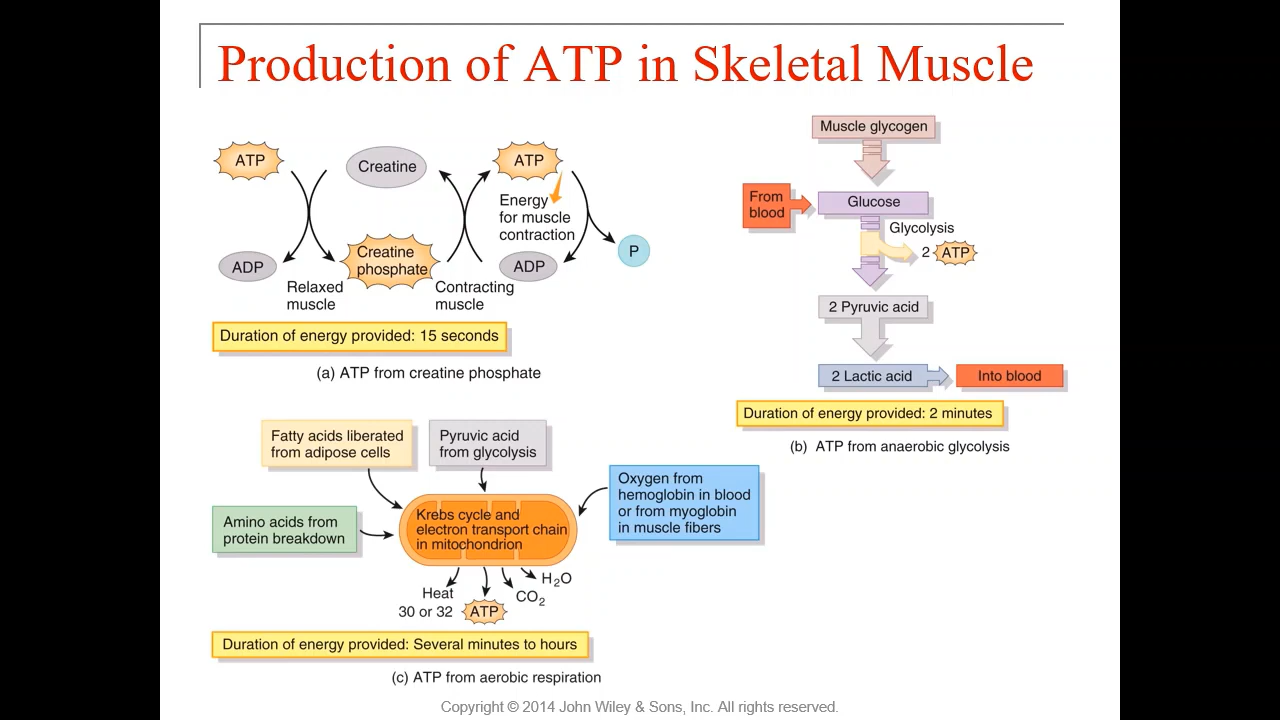 Production of ATP in Skeletal Muscle
ATP
Creatine
ATP
Energy
for muscle
contraction
P
ADP
Creatine
phosphate
ADP
Relaxed
muscle
Contracting
muscle
Duration of energy provided: 15 seconds
(a) ATP from creatine phosphate
Muscle glycogen
From
blood
Glucose
Glycolysis
2 ATP
2 Pyruvic acid
2 Lactic acid
Into blood
Duration of energy provided: 2 minutes
(b) ATP from anaerobic glycolysis
Fatty acids liberated
from adipose cells
Pyruvic acid
from glycolysis
Oxygen from
hemoglobin in blood
or from myoglobin
in muscle fibers
Amino acids from
protein breakdown
Krebs cycle and
electron transport chain
in mitochondrion
Heat
30 or 32 ATP
CO2
H2O
Duration of energy provided: Several minutes to hours
(c) ATP from aerobic respiration
Copyright © 2014 John Wiley & Sons, Inc. All rights reserved.